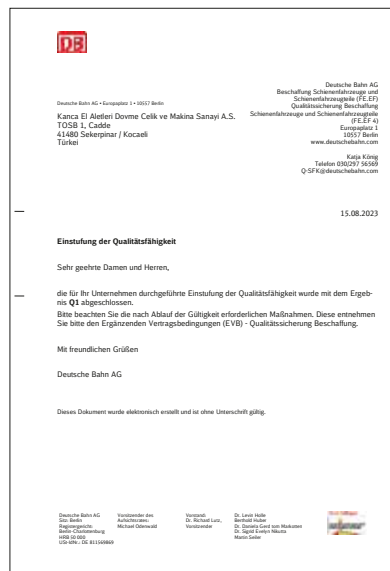 DB
Deutsche Bahn AG
Beschaffung Schienenfahrzeuge und
Schienenfahrzeugteile (FE.EF)
Qualitätssicherung Beschaffung
Schienenfahrzeuge und Schienenfahrzeugteile
(FE.EF 4)
Europaplatz 1
10557 Berlin
www.deutschebahn.com
Katja König
Telefon 030/297 56569
Q-SFK@deutschebahn.com
Deutsche Bahn AG • Europaplatz 1 • 10557 Berlin
Kanca El Aletleri Dovme Celik ve Makina Sanayi A.S.
TOSB 1, Cadde
41480 Sekerpinar / Kocaeli
Türkei
15.08.2023
Einstufung der Qualitätsfähigkeit
Sehr geehrte Damen und Herren,
die für Ihr Unternehmen durchgeführte Einstufung der Qualitätsfähigkeit wurde mit dem Ergeb-
nis Q1 abgeschlossen.
Bitte beachten Sie die nach Ablauf der Gültigkeit erforderlichen Maßnahmen. Diese entnehmen
Sie bitte den Ergänzenden Vertragsbedingungen (EVB) - Qualitätssicherung Beschaffung.
Mit freundlichen Grüßen
Deutsche Bahn AG
Dieses Dokument wurde elektronisch erstellt und ist ohne Unterschrift gültig.
Deutsche Bahn AG
Sitz: Berlin
Registergericht:
Berlin-Charlottenburg
HRB 50 000
USt-IdNr.: DE 811569869
Vorsitzender des
Aufsichtsrates:
Michael Odenwald
Vorstand:
Dr. Richard Lutz,
Vorsitzender
Dr. Levin Holle
Berthold Huber
Dr. Daniela Gerd tom Markotten
Dr. Sigrid Evelyn Nikutta
Martin Seiler